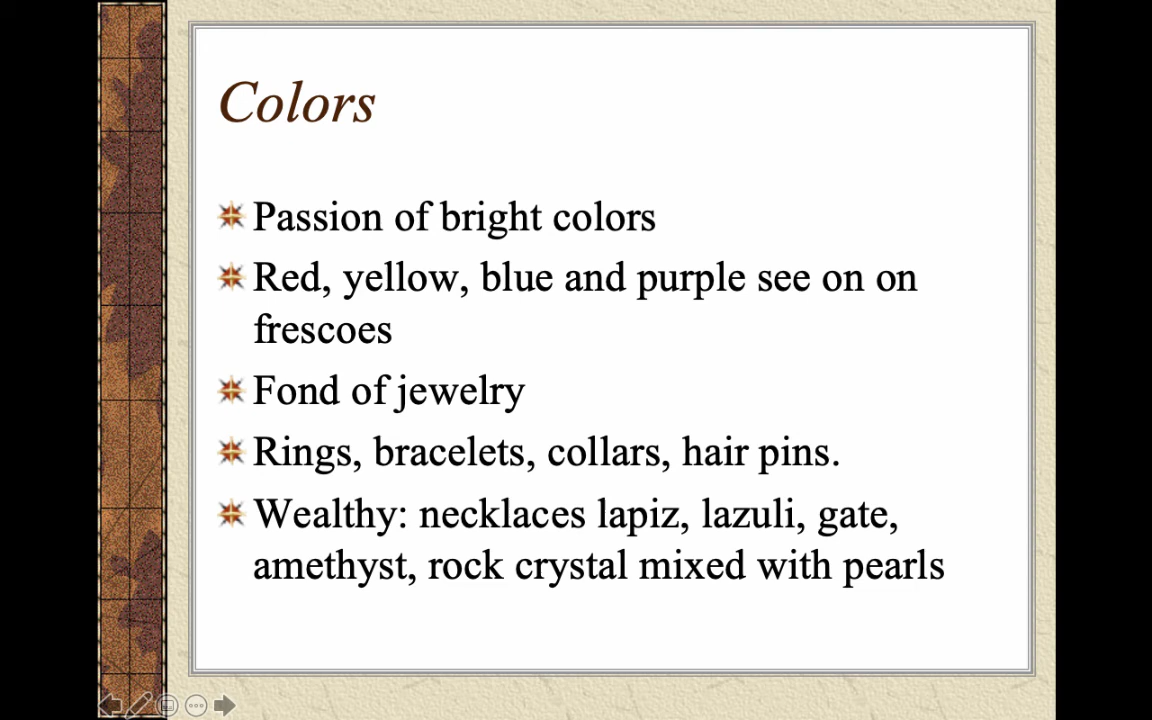 Colors
Passion of bright colors
Red, yellow, blue and purple see on on
frescoes
Fond of jewelry
Rings, bracelets, collars, hair pins.
Wealthy: necklaces lapiz, lazuli, gate,
amethyst, rock crystal mixed with pearls